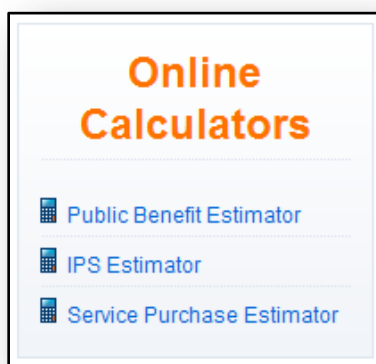 Online
Calculators
Public Benefit Estimator
IPS Estimator
Service Purchase Estimator